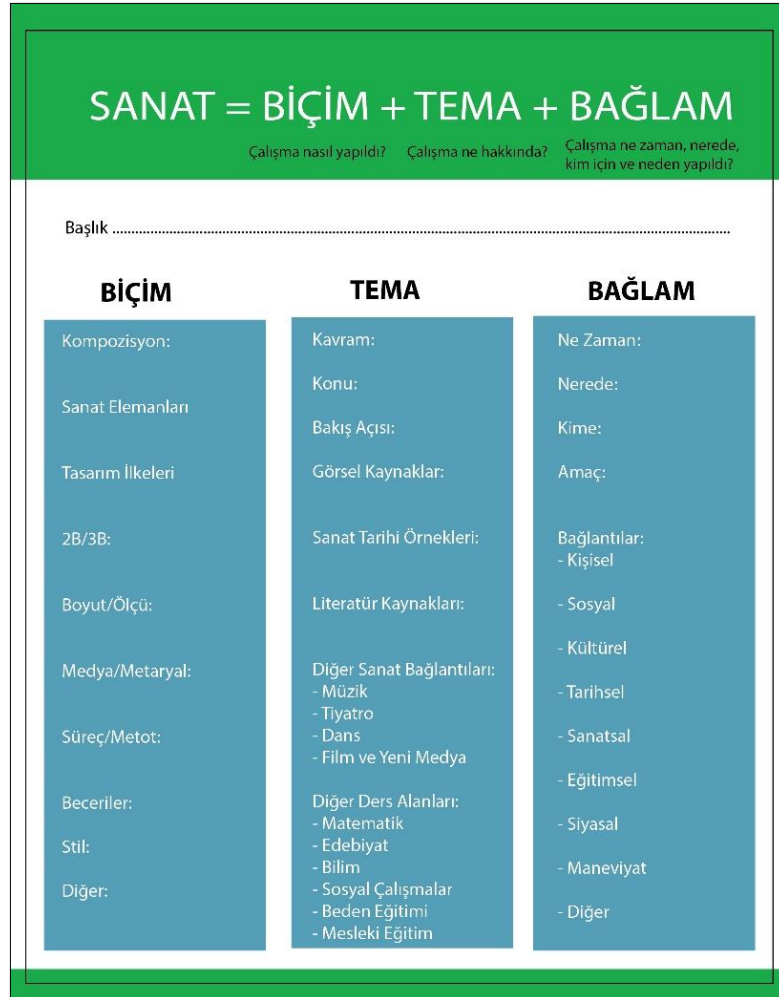 SANAT = BİÇİM + TEMA + BAĞLAM
Çalışma nasıl yapıldı?
Çalışma ne hakkında?
Çalışma ne zaman, nerede,
kim için ve neden yapıldı?
Başlık ..............................................................................................................................
BİÇİM
Kompozisyon:
Sanat Elemanları
Tasarım İlkeleri
2B/3B:
Boyut/Ölçü:
Medya/Metaryal:
Süreç/Metot:
Beceriler:
Stil:
Diğer:
TEMA
Kavram:
Konu:
Bakış Açısı:
Görsel Kaynaklar:
Sanat Tarihi Örnekleri:
Literatür Kaynakları:
Diğer Sanat Bağlantıları:
- Müzik
- Tiyatro
- Dans
- Film ve Yeni Medya
Diğer Ders Alanları:
- Matematik
- Edebiyat
- Bilim
- Sosyal Çalışmalar
- Beden Eğitimi
- Mesleki Eğitim
BAĞLAM
Ne Zaman:
Nerede:
Kime:
Amaç:
Bağlantılar:
- Kişisel
- Sosyal
- Kültürel
- Tarihsel
- Sanatsal
- Eğitimsel
- Siyasal
- Maneviyat
- Diğer